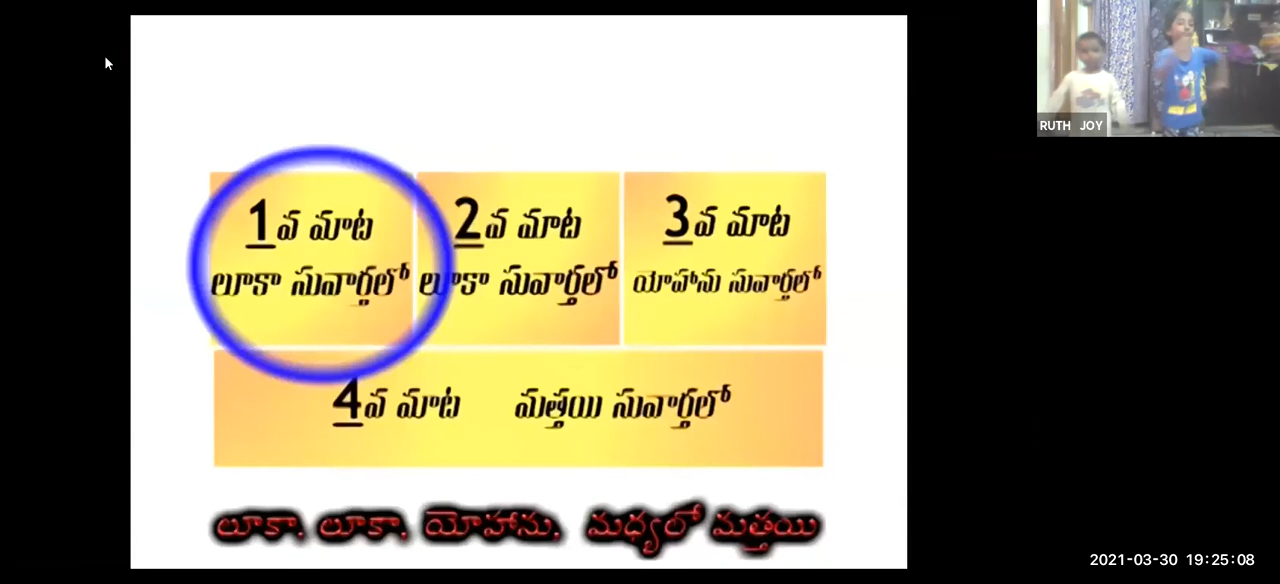 1వ మాట
లూకా సువార్తలో
2వ మాట
లూకా సువార్తలో
3వ మాట
యోహాను సువార్తలో
4వ మాట మత్తయి సువార్తలో
లూకా, లూకా, యోహాను, మధ్యలో మత్తయి
RUTH JOY
2021-03-30 19:25:08